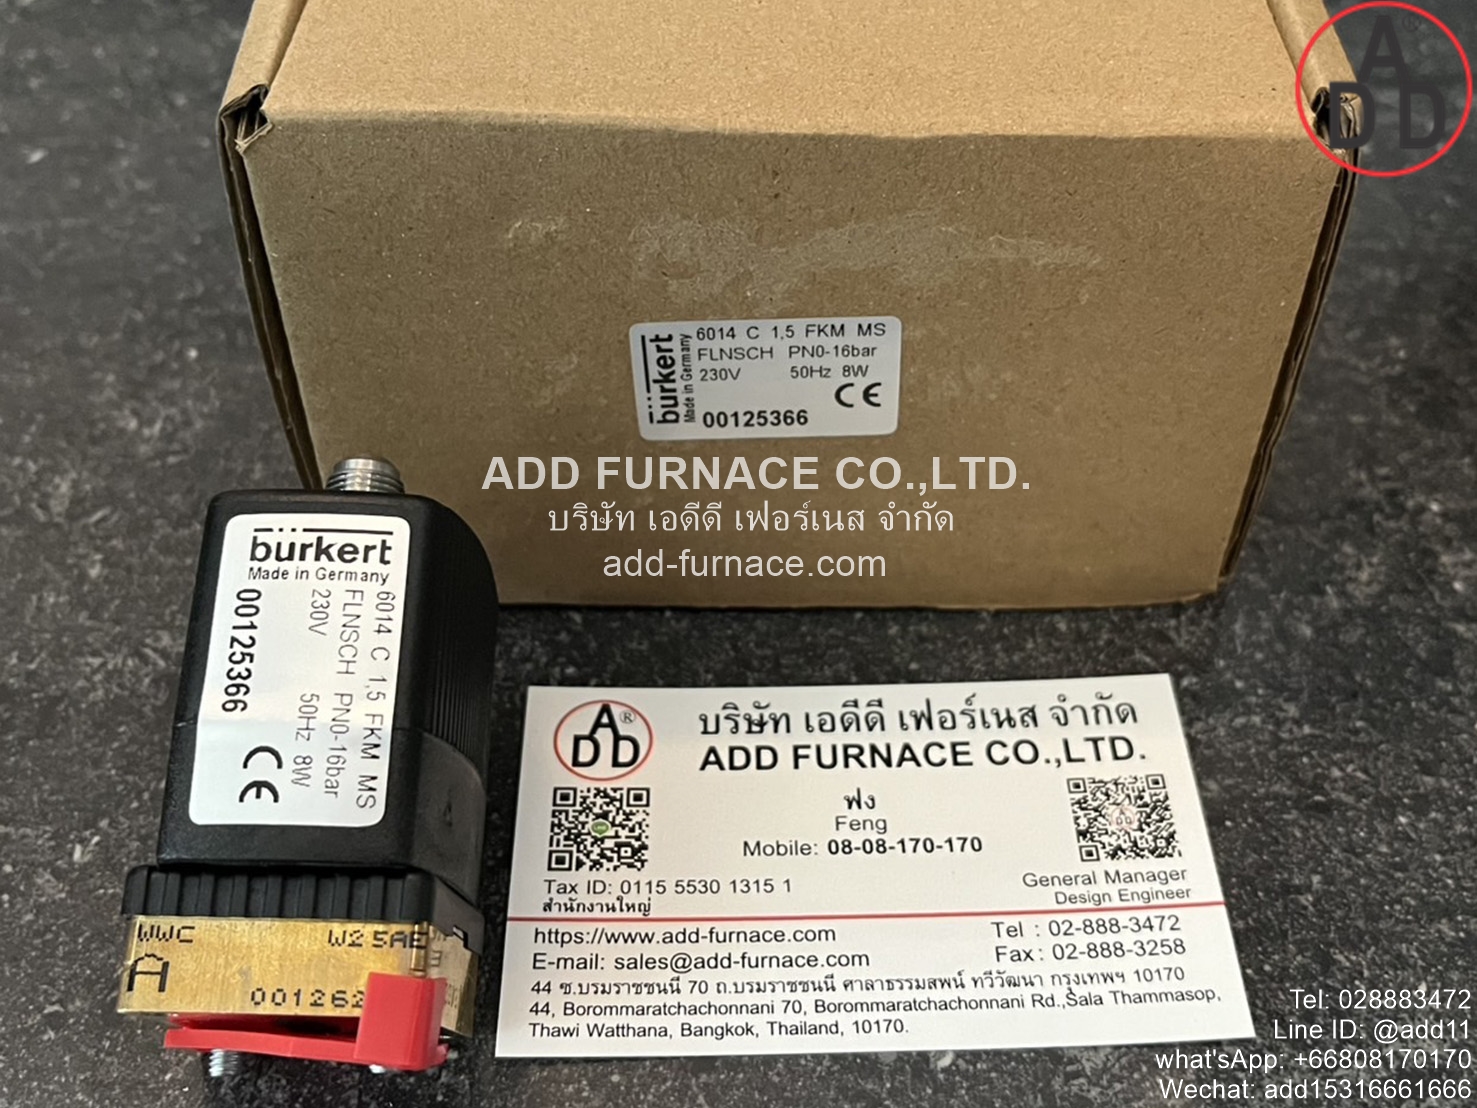 A ®
D D
6014 C 1,5 FKM MS
FLNSCH PN0-16bar
230V 50Hz 8W
CE
00125366
bürkert
Made in Germany
ADD FURNACE CO.,LTD.
บริษัท เอดีดี เฟอร์เนส จำกัด
add-furnace.com
bürkert
Made in Germany
6014 C 1,5 FKM MS
FLNSCH PN0-16bar
230V 50Hz 8W
00125366
CE
WWC W25AE
A
001262
A ®
D D
บริษัท เอดีดี เฟอร์เนส จำกัด
ADD FURNACE CO.,LTD.
ฟง
Feng
Mobile: 08-08-170-170
Tax ID: 0115 5530 1315 1
สำนักงานใหญ่
General Manager
Design Engineer
https://www.add-furnace.com
E-mail: sales@add-furnace.com
Tel : 02-888-3472
Fax : 02-888-3258
44 ซ.บรมราชชนนี 70 ถ.บรมราชชนนี ศาลาธรรมสพน์ ทวีวัฒนา กรุงเทพฯ 10170
44, Borommaratchachonnani 70, Borommaratchachonnani Rd.,Sala Thammasop,
Thawi Watthana, Bangkok, Thailand, 10170.
Tel: 028883472
Line ID: @add11
what'sApp: +66808170170
Wechat: add15316661666